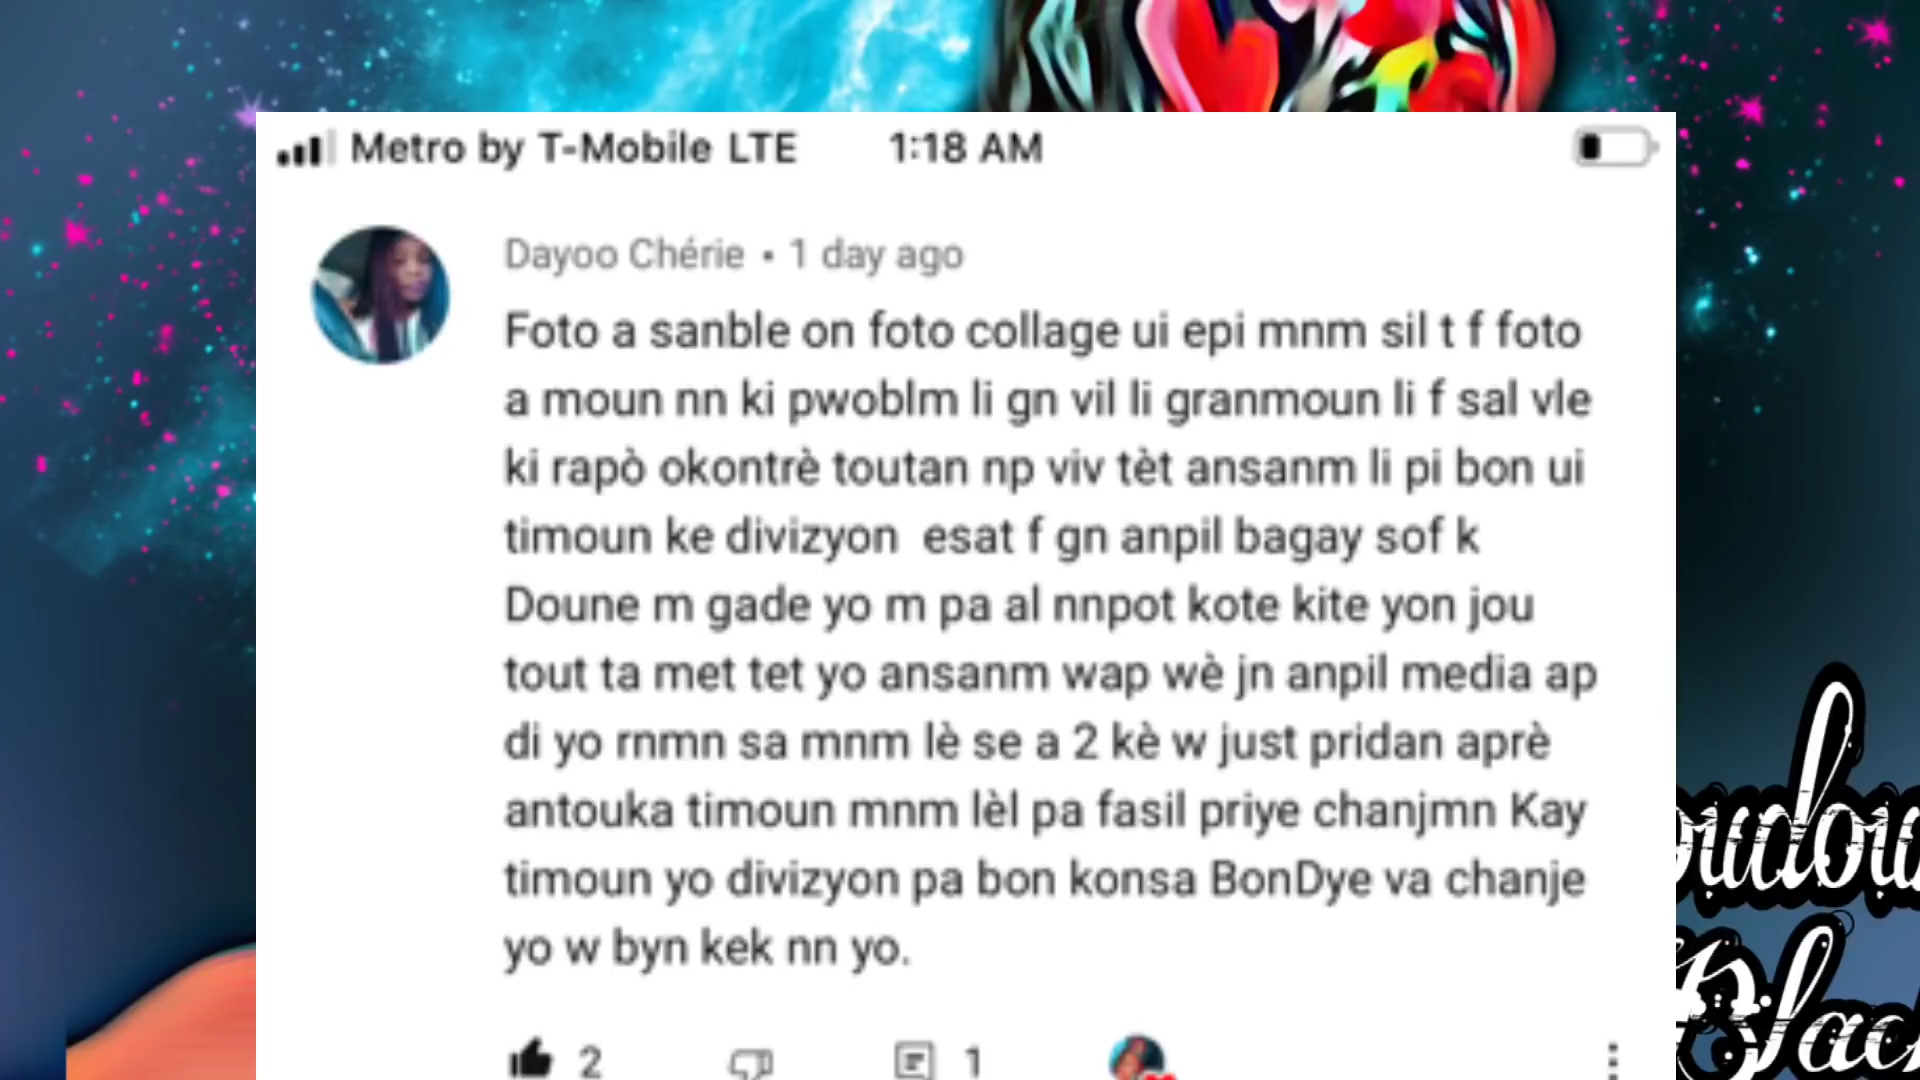 Metro by T-Mobile LTE 1:18 AM
Dayoo Chérie • 1 day ago
Foto a sanble on foto collage ui epi mnm sil t f foto
a moun nn ki pwoblm li gn vil li granmoun li f sal vle
ki rapò okontrè toutan np viv tèt ansanm li pi bon ui
timoun ke divizyon esat f gn anpil bagay sof k
Doune m gade yo m pa al nnpot kote kite yon jou
tout ta met tet yo ansanm wap wè jn anpil media ap
di yo rnmn sa mnm lè se a 2 kè w just pridan aprè
antouka timoun mnm lèl pa fasil priye chanjmn Kay
timoun yo divizyon pa bon konsa BonDye va chanje
yo w byn kek nn yo.
2 1